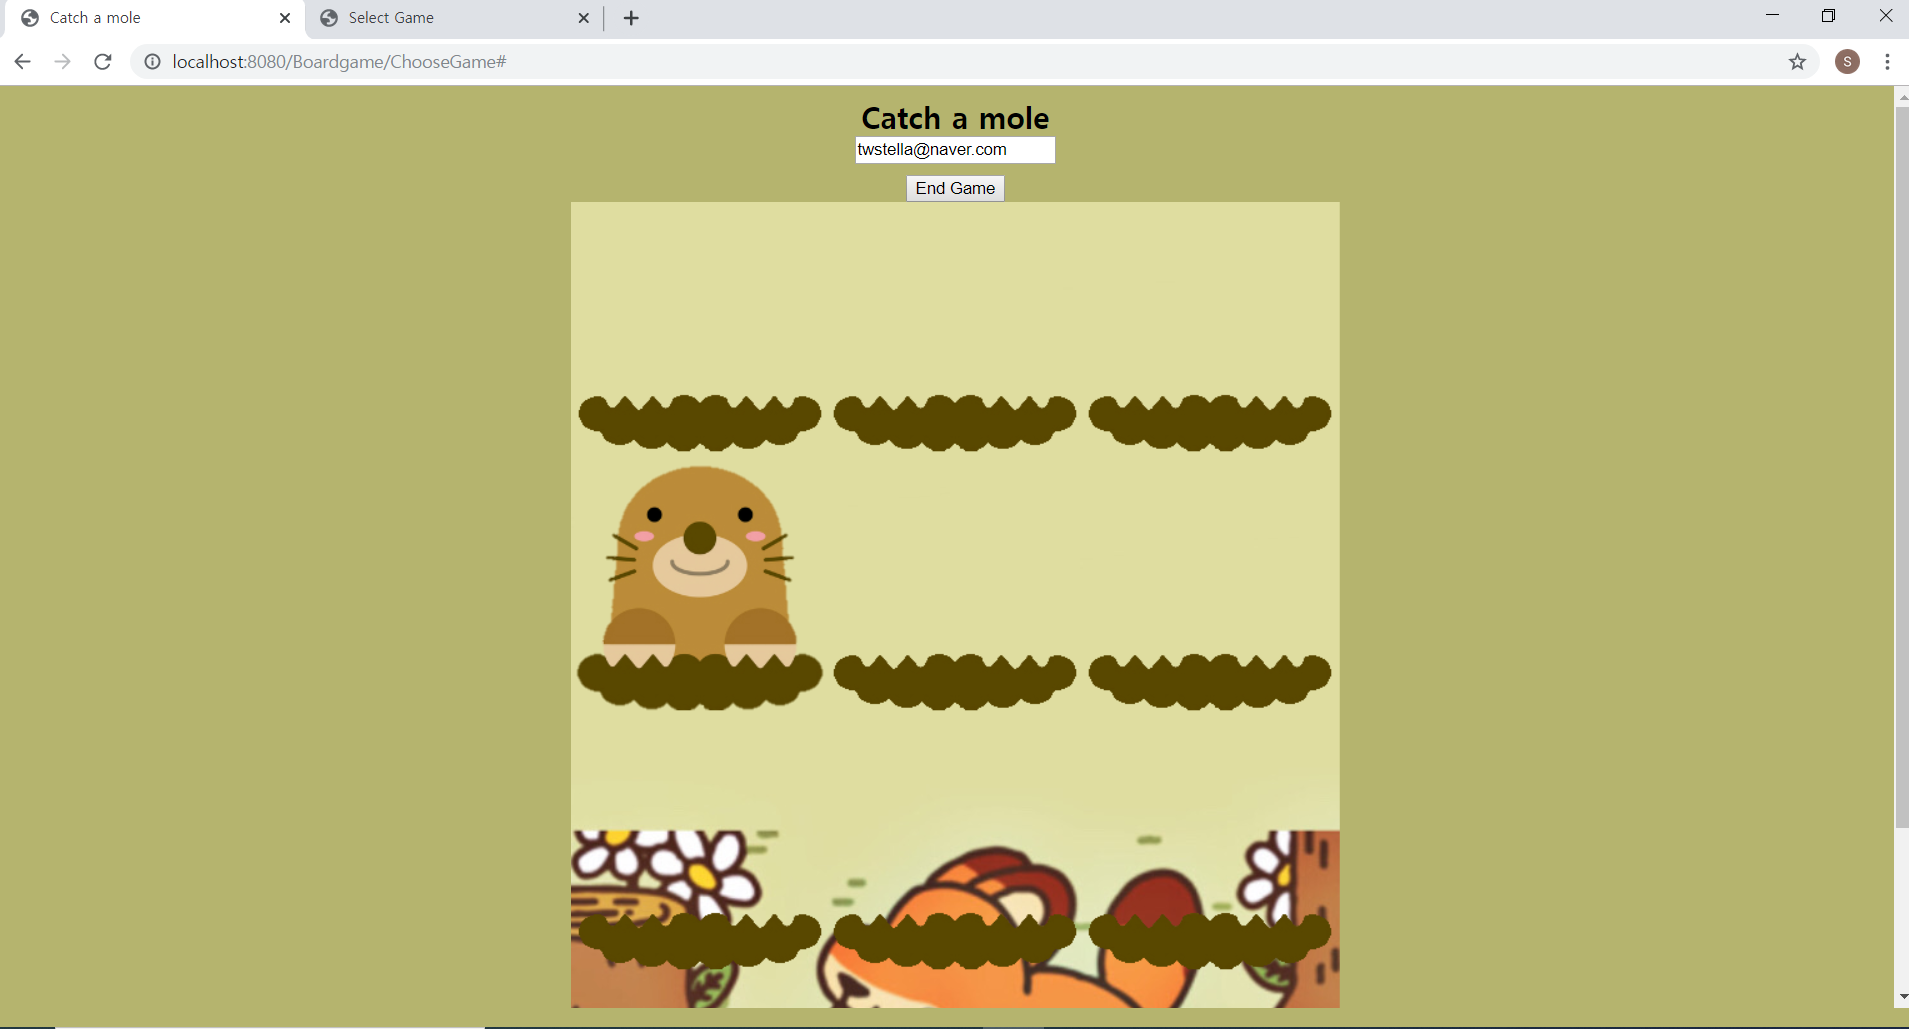 Catch a mole
Select Game
localhost:8080/Boardgame/ChooseGame#
S
Catch a mole
twstella@naver.com
End Game